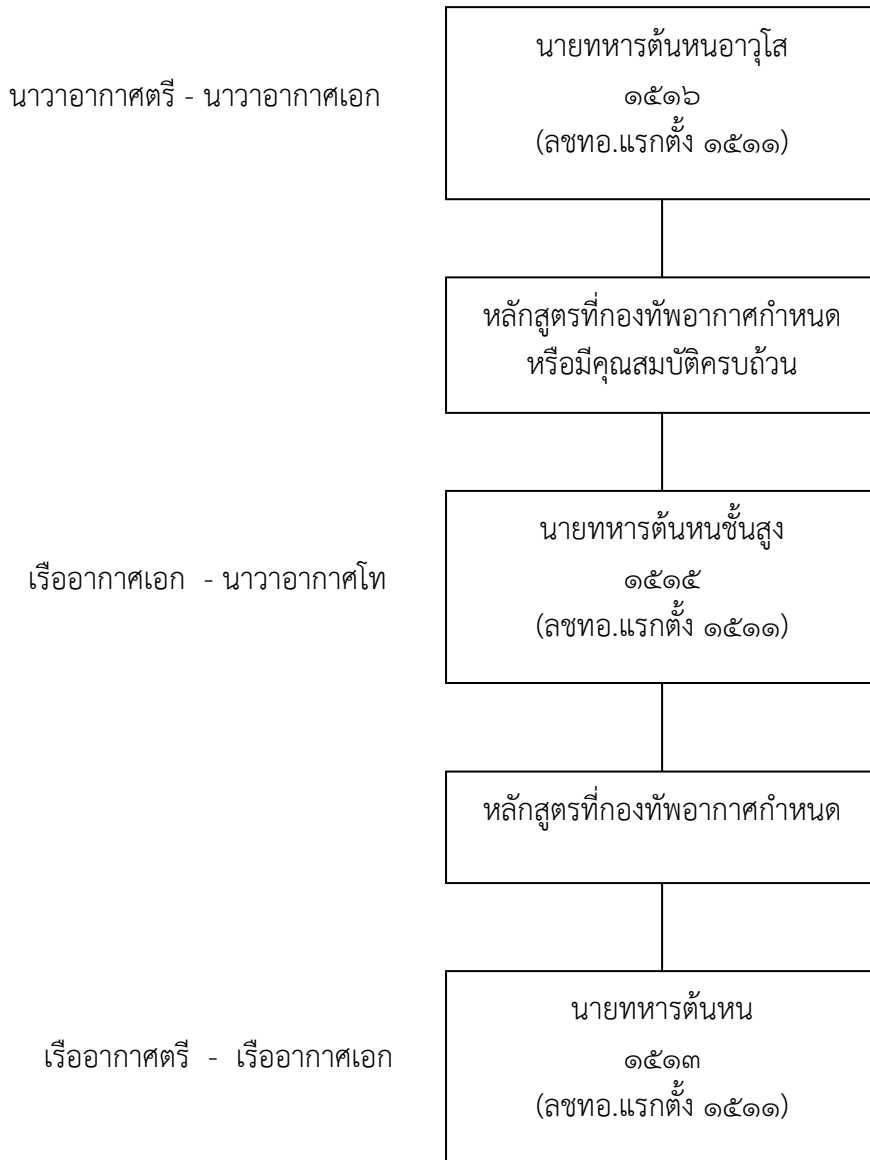 นายทหารต้นหนอาวุโส
นาวาอากาศตรี - นาวาอากาศเอก
๑๕๑๖
(ลชทอ.แรกตั้ง ๑๕๑๑)
หลักสูตรที่กองทัพอากาศกำหนด
หรือมีคุณสมบัติครบถ้วน
นายทหารต้นหนชั้นสูง
เรืออากาศเอก - นาวาอากาศโท
๑๕๑๕
(ลชทอ.แรกตั้ง ๑๕๑๑)
หลักสูตรที่กองทัพอากาศกำหนด
นายทหารต้นหน
เรืออากาศตรี - เรืออากาศเอก
๑๕๑๓
(ลชทอ.แรกตั้ง ๑๕๑๑)